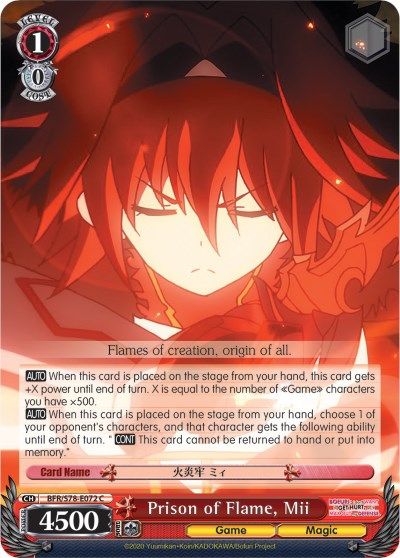 LEVEL
1
0
COST
Flames of creation, origin of all.
AUTO When this card is placed on the stage from your hand, this card gets
+X power until end of turn. X is equal to the number of «Game» characters
you have ×500.
AUTO When this card is placed on the stage from your hand, choose 1 of
your opponent's characters, and that character gets the following ability
until end of turn. " CONT This card cannot be returned to hand or put into
memory."
Card Name 火炎牢 ミィ
CH BFR/S78-E072 C
POWER 4500
Prison of Flame, Mii
Game Magic
©2020 Yuumikan•Koin/KADOKAWA/Bofuri Project